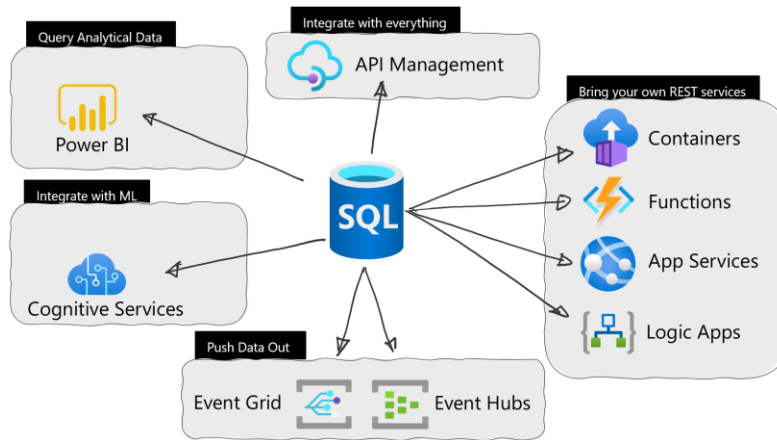 Integrate with everything
API Management
Query Analytical Data
Power BI
Bring your own REST services
Containers
Functions
App Services
Logic Apps
SQL
Integrate with ML
Cognitive Services
Push Data Out
Event Grid
Event Hubs